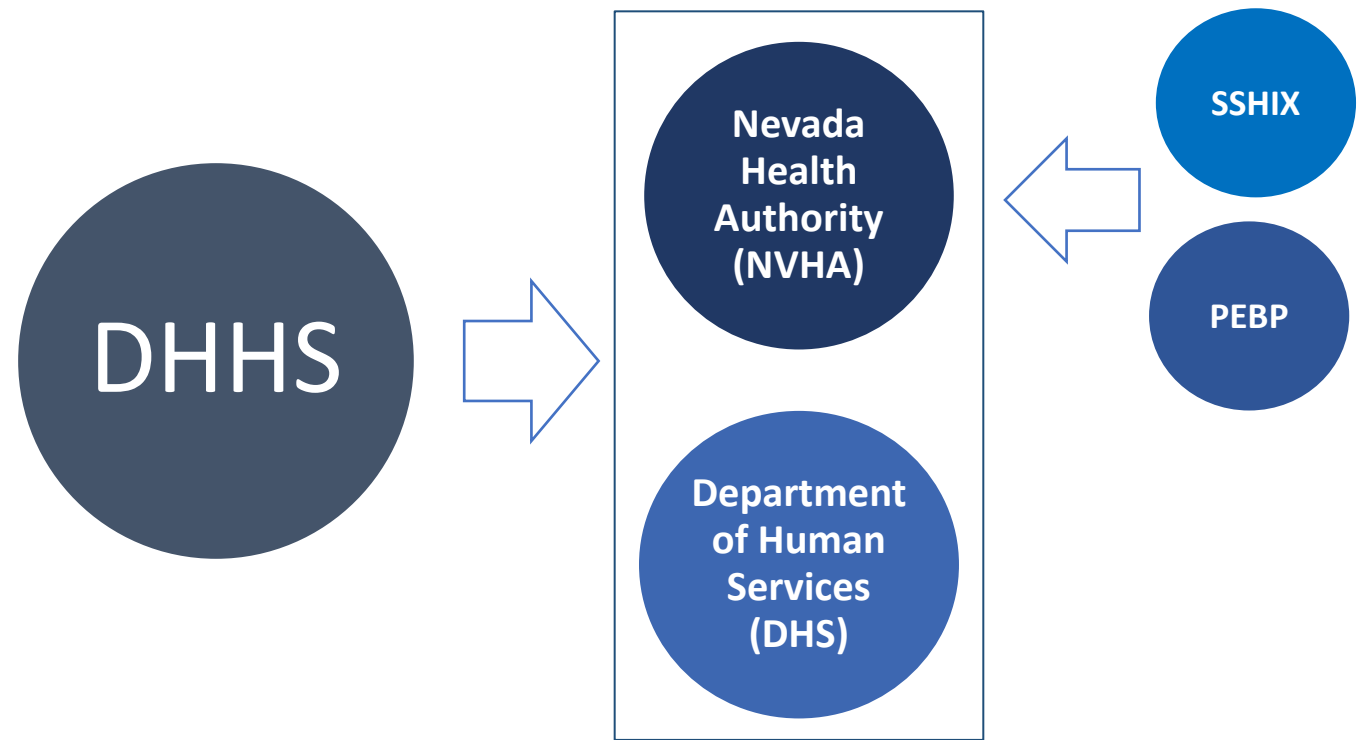 DHHS
Nevada
Health
Authority
(NVHA)
Department
of Human
Services
(DHS)
SSHIX
PEBP